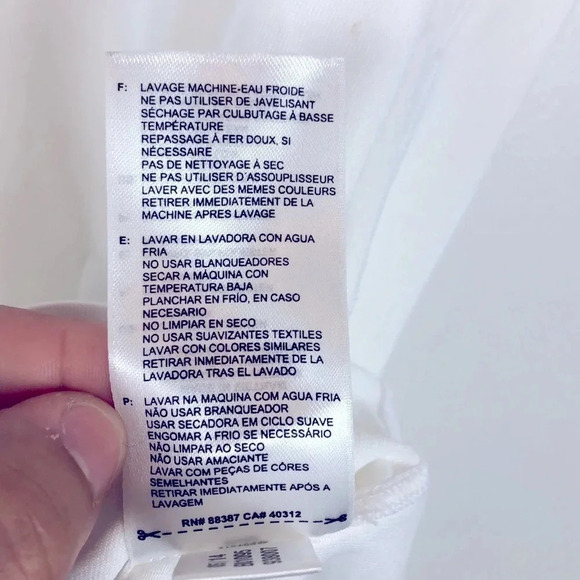 F: LAVAGE MACHINE-EAU FROIDE
NE PAS UTILISER DE JAVELISANT
SÉCHAGE PAR CULBUTAGE À BASSE
TEMPÉRATURE
REPASSAGE À FER DOUX, SI
NÉCESSAIRE
PAS DE NETTOYAGE À SEC
NE PAS UTILISER D'ASSOUPLISSEUR
LAVER AVEC DES MEMES COULEURS
RETIRER IMMEDIATEMENT DE LA
MACHINE APRES LAVAGE
E: LAVAR EN LAVADORA CON AGUA
FRIA
NO USAR BLANQUEADORES
SECAR A MÁQUINA CON
TEMPERATURA BAJA
PLANCHAR EN FRÍO, EN CASO
NECESARIO
NO LIMPIAR EN SECO
NO USAR SUAVIZANTES TEXTILES
LAVAR CON COLORES SIMILARES
RETIRAR INMEDIATAMENTE DE LA
LAVADORA TRAS EL LAVADO
P: LAVAR NA MAQUINA COM AGUA FRIA
NÃO USAR BRANQUEADOR
USAR SECADORA EM CICLO SUAVE
ENGOMAR A FRIO SE NECESSÁRIO
NÃO LIMPAR AO SECO
NÃO USAR AMACIANTE
LAVAR COM PEÇAS DE CÔRES
SEMELHANTES
RETIRAR IMEDIATAMENTE APÓS A
LAVAGEM
RN# 88387 CA# 40312